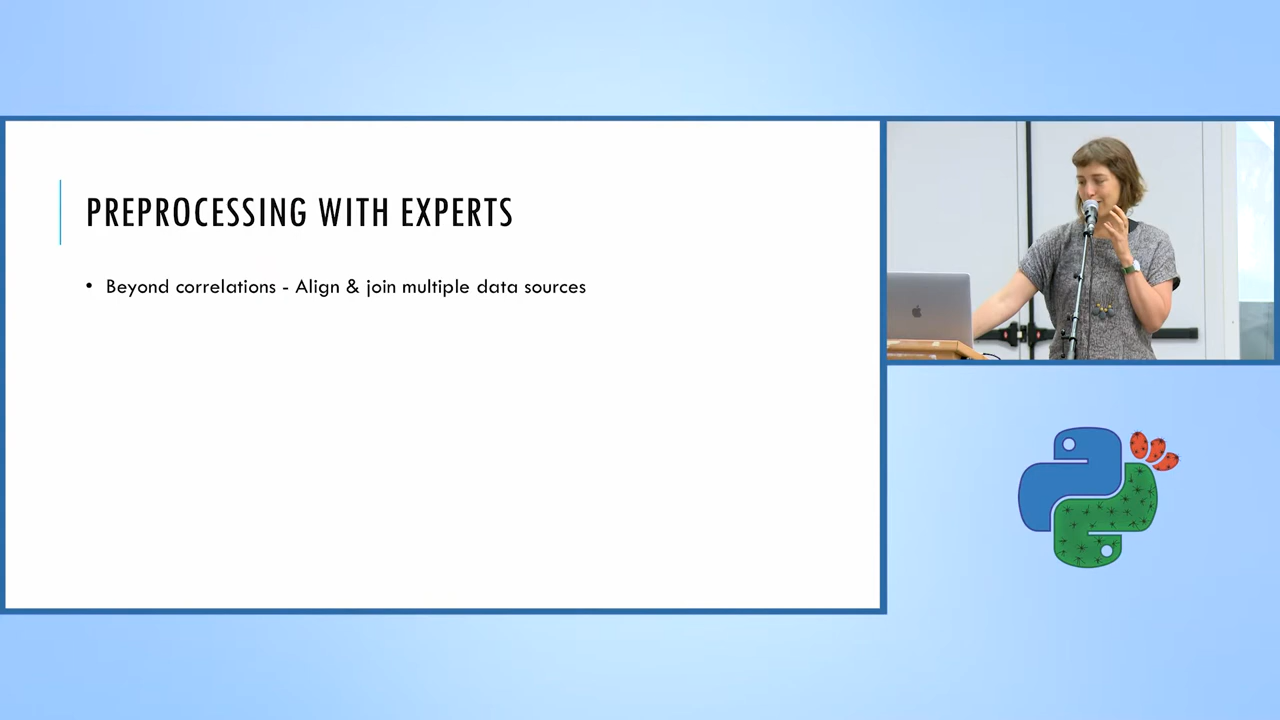 PREPROCESSING WITH EXPERTS
• Beyond correlations - Align & join multiple data sources